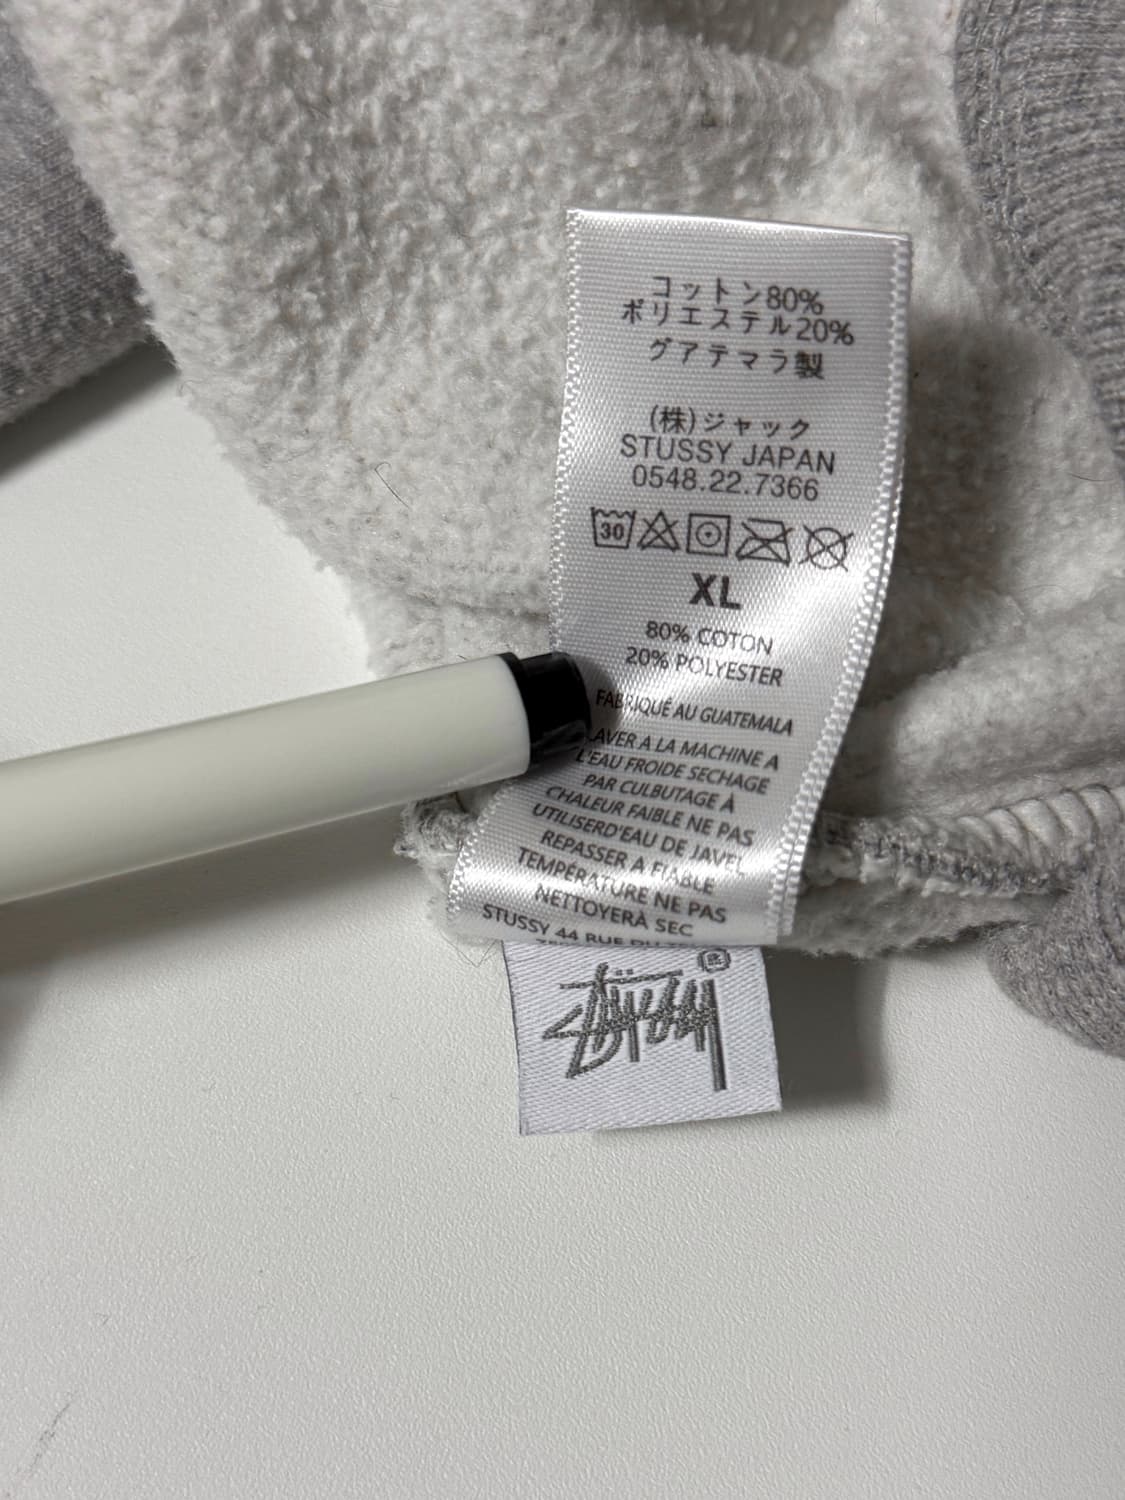 コットン80%
ポリエステル20%
グアテマラ製
(株)ジャック
STUSSY JAPAN
0548.22.7366
30
XL
80% COTON
20% POLYESTER
FABRIQUÉ AU GUATEMALA
LAVER A LA MACHINE A
L'EAU FROIDE SECHAGE
PAR CULBUTAGE À
CHALEUR FAIBLE NE PAS
UTILISERD'EAU DE JAVEL
REPASSER A FIABLE
TEMPÉRATURE NE PAS
NETTOYERÀ SEC
STUSSY 44 RUE DU
Stüssy ®